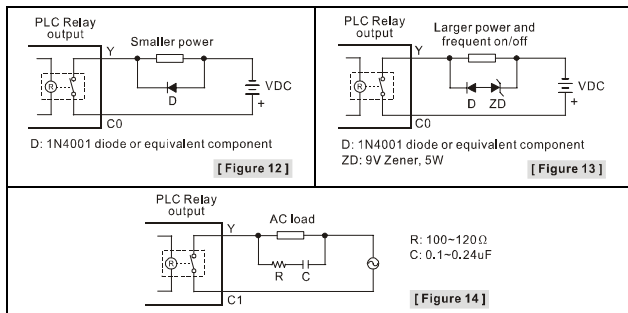 PLC Relay
output
Y
Smaller power
R
D
VDC
+
C0
D: 1N4001 diode or equivalent component
[ Figure 12 ]
PLC Relay
output
Y
Larger power and
frequent on/off
R
D
ZD
VDC
+
C0
D: 1N4001 diode or equivalent component
ZD: 9V Zener, 5W
[ Figure 13 ]
PLC Relay
output
Y
AC load
R
R
C
C1
R: 100~120Ω
C: 0.1~0.24uF
[ Figure 14 ]